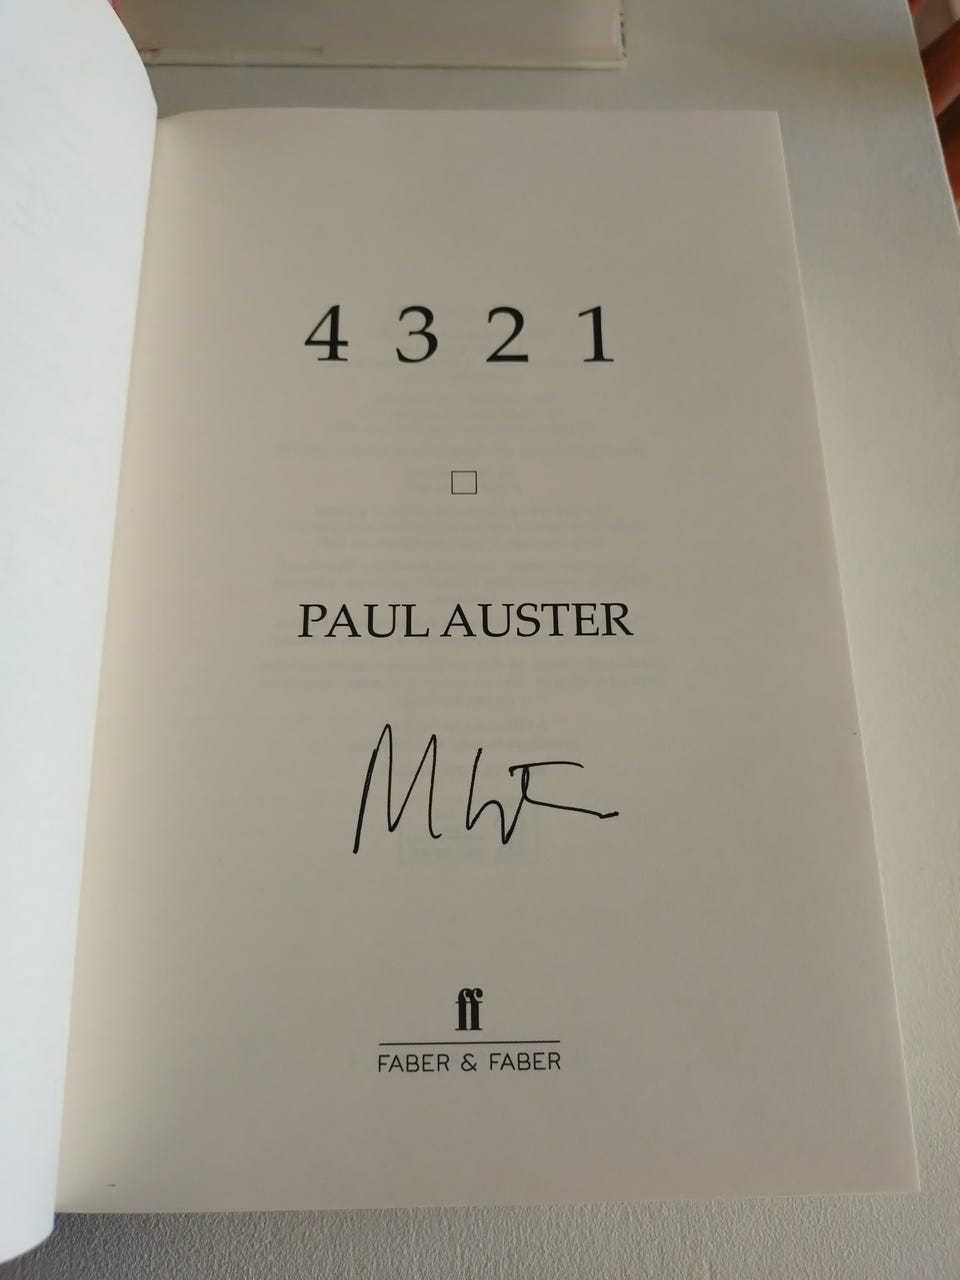 4 3 2 1
PAUL AUSTER
ff
FABER & FABER